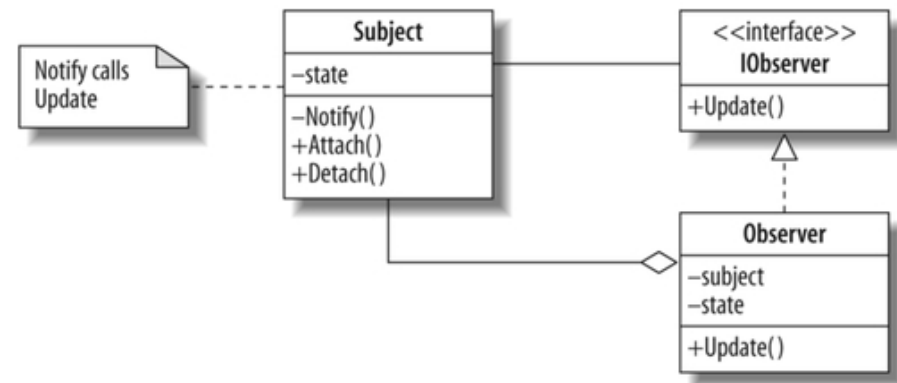 Notify calls
Update
Subject
–state
–Notify()
+Attach()
+Detach()
<<interface>>
IObserver
+Update()
Observer
–subject
–state
+Update()